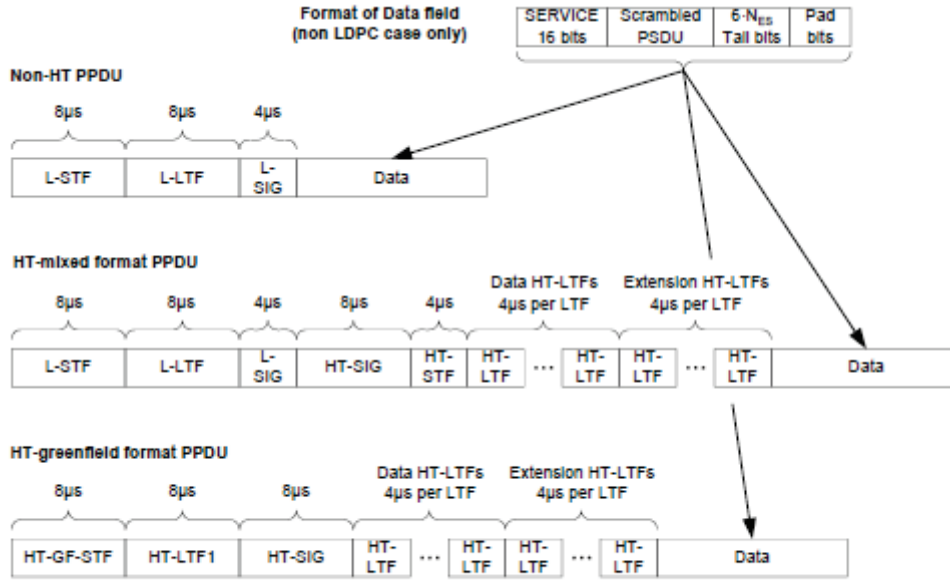 Format of Data field
(non LDPC case only)
SERVICE
16 bits
Scrambled
PSDU
6·N_ES
Tail bits
Pad
bits
Non-HT PPDU
8µs 8µs 4µs
L-STF L-LTF L-
SIG Data
HT-mixed format PPDU
Data HT-LTFs
4µs per LTF
Extension HT-LTFs
4µs per LTF
8µs 8µs 4µs 8µs 4µs
L-STF L-LTF L-
SIG HT-SIG HT-
STF HT-
LTF ... HT-
LTF HT-
LTF ... HT-
LTF Data
HT-greenfield format PPDU
Data HT-LTFs
4µs per LTF
Extension HT-LTFs
4µs per LTF
8µs 8µs 8µs
HT-GF-STF HT-LTF1 HT-SIG HT-
LTF ... HT-
LTF HT-
LTF ... HT-
LTF Data